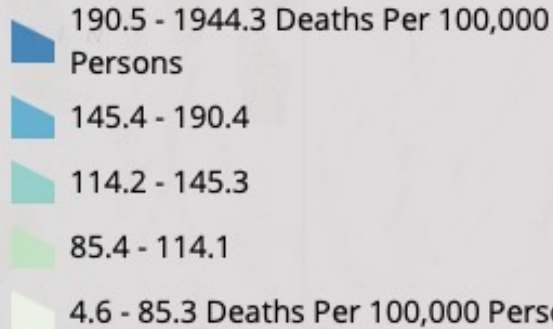 190.5 - 1944.3 Deaths Per 100,000
Persons
145.4 - 190.4
114.2 - 145.3
85.4 - 114.1
4.6 - 85.3 Deaths Per 100,000 Perso